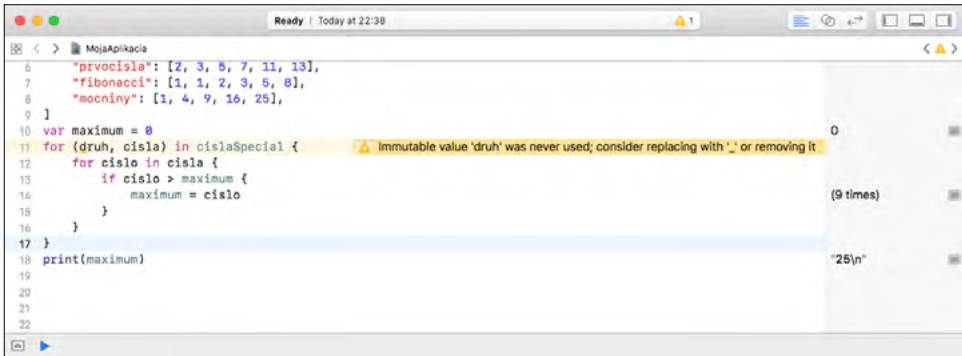 Ready | Today at 22:38
1
MojaAplikacia
6 "prvocisla": [2, 3, 5, 7, 11, 13],
7 "fibonacci": [1, 1, 2, 3, 5, 8],
8 "mocniny": [1, 4, 9, 16, 25],
9 ]
10 var maximum = 0 0
11 for (druh, cisla) in cislaSpecial { Immutable value 'druh' was never used; consider replacing with '_' or removing it
12 for cislo in cisla {
13 if cislo > maximum {
14 maximum = cislo (9 times)
15 }
16 }
17 }
18 print(maximum) "25\n"
19
20
21
22